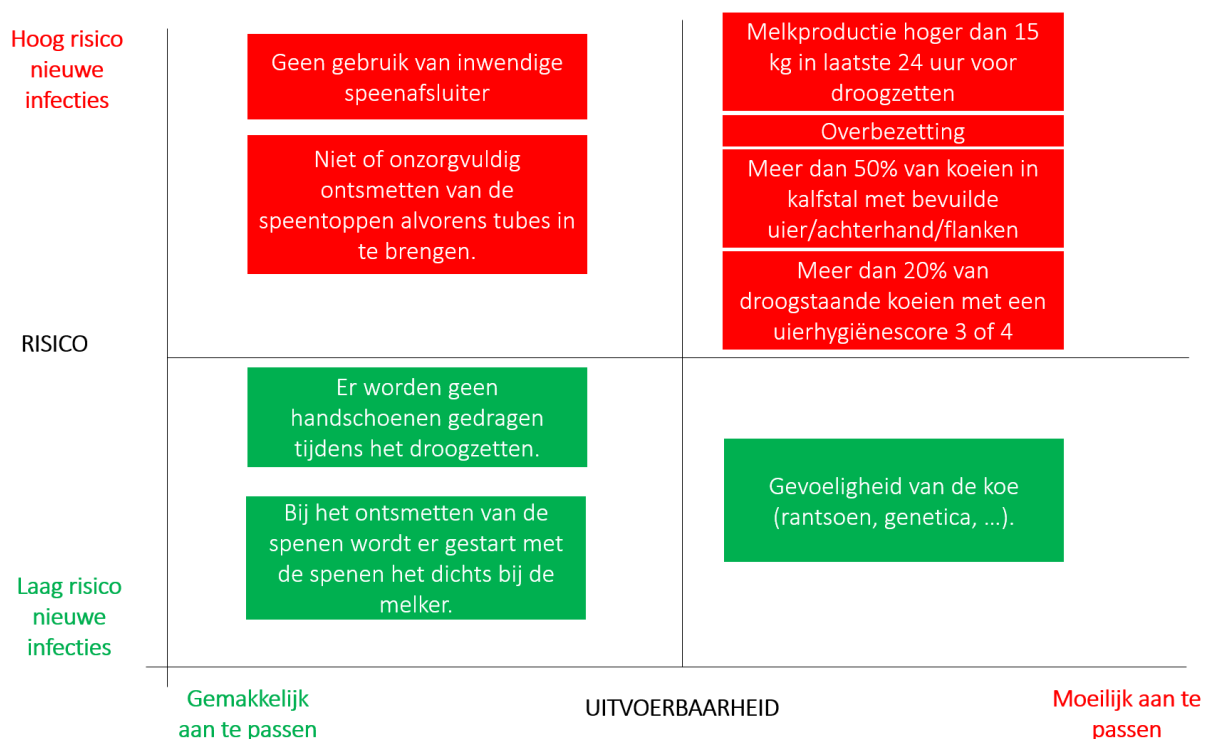 Hoog risico
nieuwe
infecties
Geen gebruik van inwendige
speenafsluiter
Niet of onzorgvuldig
ontsmetten van de
speentoppen alvorens tubes in
te brengen.
Melkproductie hoger dan 15
kg in laatste 24 uur voor
droogzetten
Overbezetting
Meer dan 50% van koeien in
kalfstal met bevuilde
uier/achterhand/flanken
Meer dan 20% van
droogstaande koeien met een
uierhygiënescore 3 of 4
RISICO
Er worden geen
handschoenen gedragen
tijdens het droogzetten.
Bij het ontsmetten van de
spenen wordt er gestart met
de spenen het dichts bij de
melker.
Gevoeligheid van de koe
(rantsoen, genetica, ...).
Laag risico
nieuwe
infecties
Gemakkelijk
aan te passen
UITVOERBAARHEID
Moeilijk aan te
passen